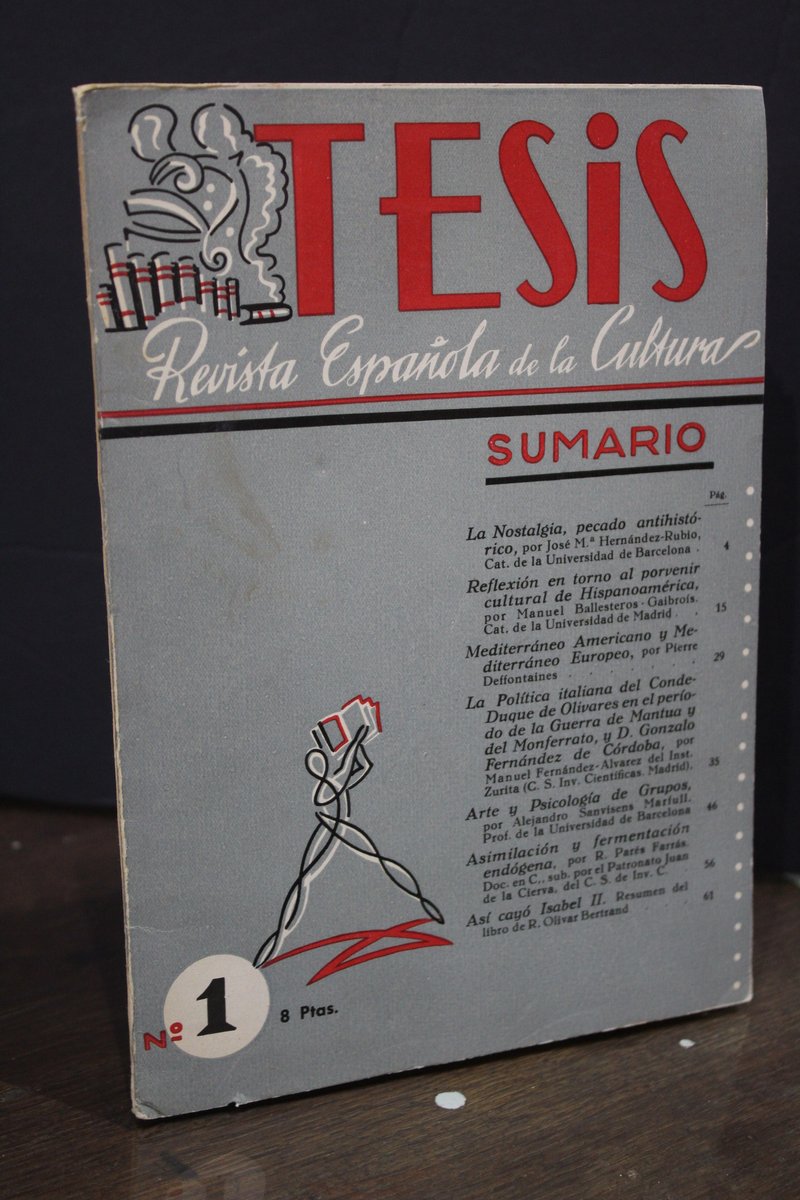 TESiS
Revista Española de la Cultura
SUMARIO
Pág.
La Nostalgia, pecado antihistó-
rico, por José M.ª Hernández-Rubio,
Cat. de la Universidad de Barcelona . 4
Reflexión en torno al porvenir
cultural de Hispanoamérica,
por Manuel Ballesteros-Gaibrois.
Cat. de la Universidad de Madrid . . 15
Mediterráneo Americano y Me-
diterráneo Europeo, por Pierre
Deffontaines . . . . . . . 29
La Política italiana del Conde-
Duque de Olivares en el perío-
do de la Guerra de Mantua y
del Monferrato, y D. Gonzalo
Fernández de Córdoba, por
Manuel Fernández-Alvarez del Inst.
Zurita (C. S. Inv. Científicas. Madrid). 35
Arte y Psicología de Grupos,
por Alejandro Sanvisens Marfull.
Prof. de la Universidad de Barcelona 46
Asimilación y fermentación
endógena, por R. Parés Farrás.
Doc. en C., sub. por el Patronato Juan
de la Cierva, del C. S. de Inv. C. . 56
Así cayó Isabel II. Resumen del
libro de R. Olivar Bertrand 61
Nº 1
8 Ptas.